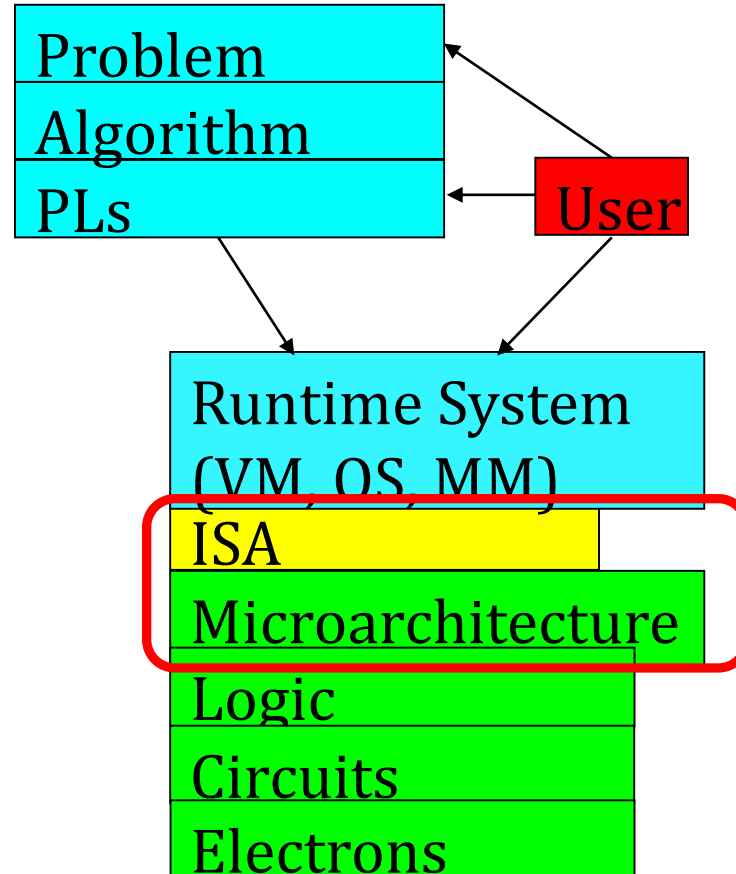 Problem
Algorithm
PLs
User
Runtime System
(VM, OS, MM)
ISA
Microarchitecture
Logic
Circuits
Electrons